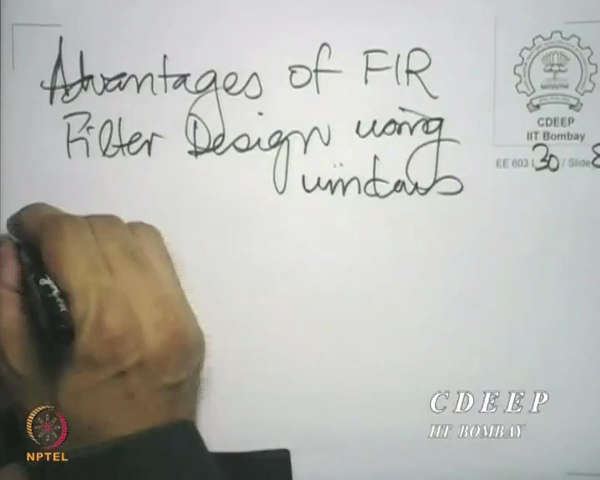 Advantages of FIR
Filter Design using
windows
CDEEP
IIT Bombay
EE 603 L 30 / Slide 8
CDEEP
IIT BOMBAY
NPTEL